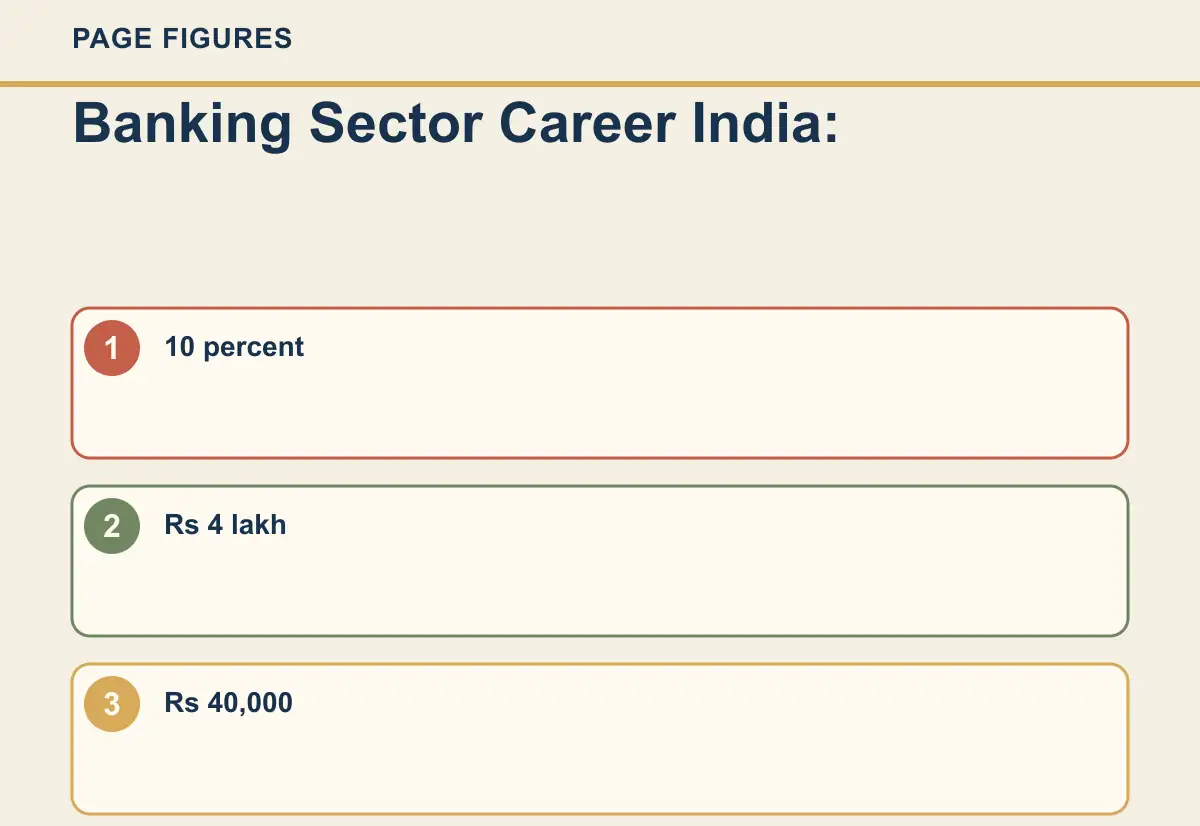 PAGE FIGURES
Banking Sector Career India:
1 10 percent
2 Rs 4 lakh
3 Rs 40,000